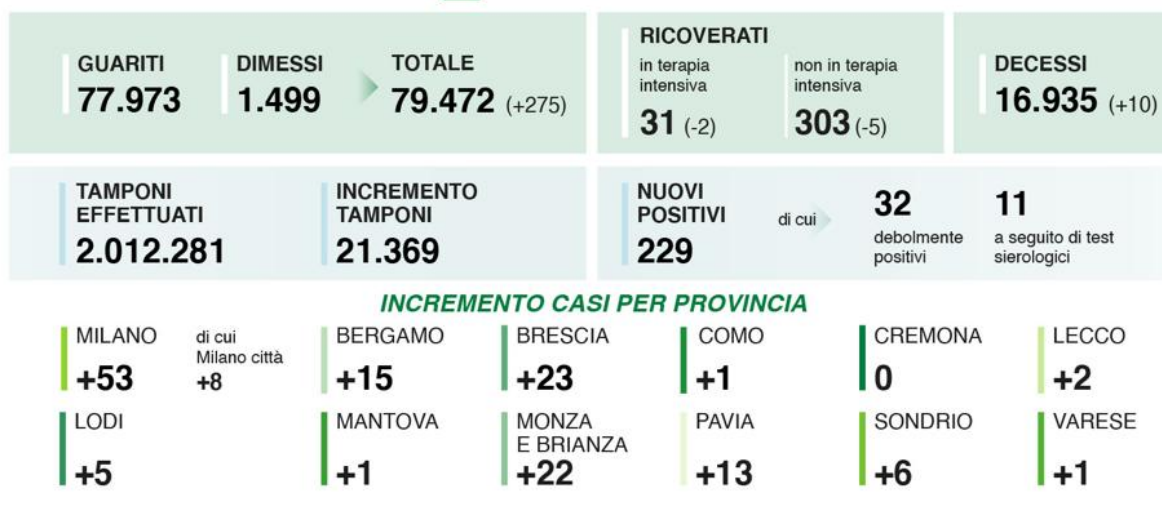 GUARITI
77.973
DIMESSI
1.499
TOTALE
79.472 (+275)
RICOVERATI
in terapia
intensiva
31 (-2)
non in terapia
intensiva
303 (-5)
DECESSI
16.935 (+10)
TAMPONI
EFFETTUATI
2.012.281
INCREMENTO
TAMPONI
21.369
NUOVI
POSITIVI
229
di cui
32
debolmente
positivi
11
a seguito di test
sierologici
INCREMENTO CASI PER PROVINCIA
MILANO
+53
di cui
Milano città
+8
BERGAMO
+15
BRESCIA
+23
COMO
+1
CREMONA
0
LECCO
+2
LODI
+5
MANTOVA
+1
MONZA
E BRIANZA
+22
PAVIA
+13
SONDRIO
+6
VARESE
+1